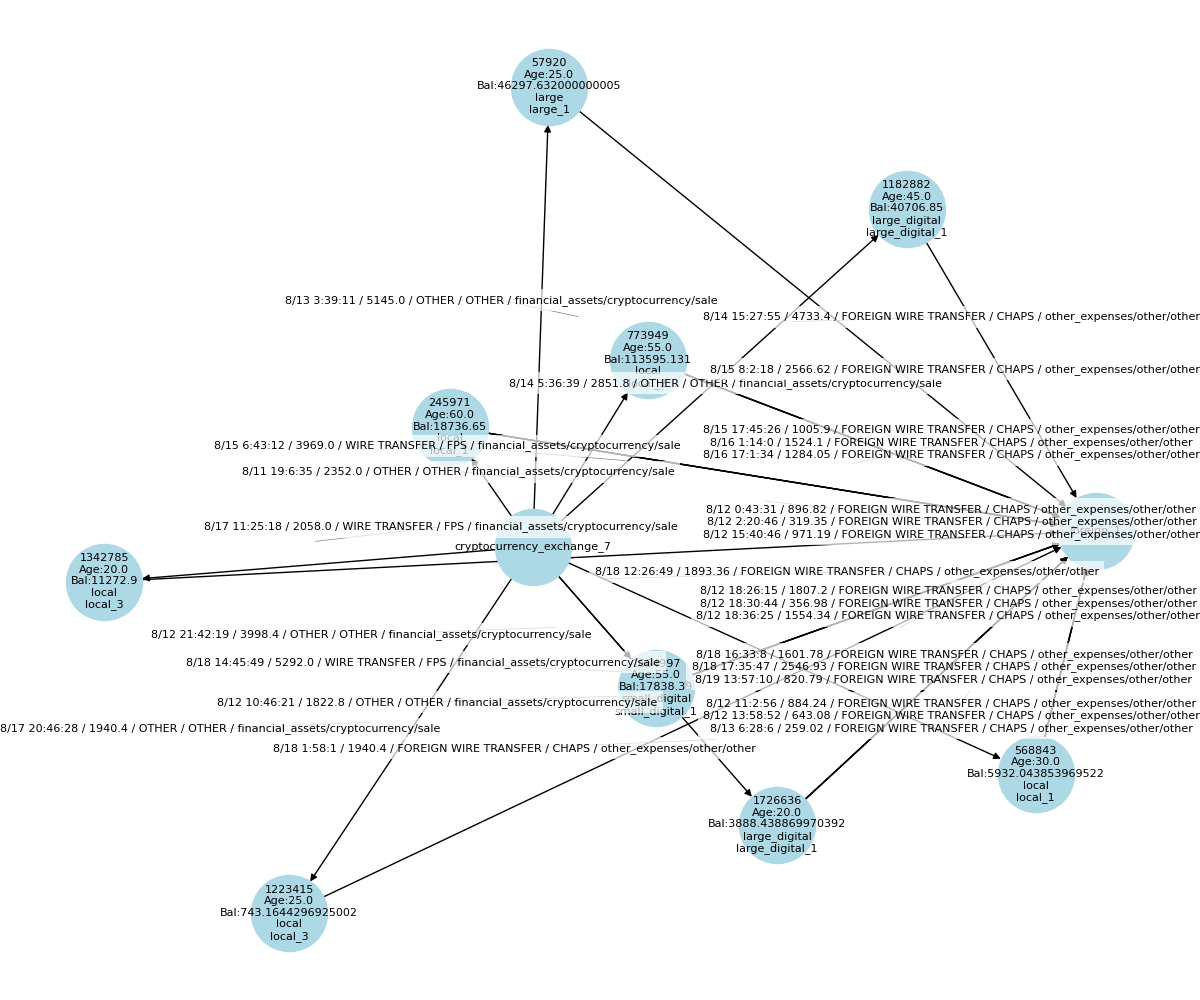 57920
Age:25.0
Bal:46297.632000000005
large
large_1
1182882
Age:45.0
Bal:40706.85
large_digital
large_digital_1
8/13 3:39:11 / 5145.0 / OTHER / OTHER / financial_assets/cryptocurrency/sale
8/14 15:27:55 / 4733.4 / FOREIGN WIRE TRANSFER / CHAPS / other_expenses/other/other
773949
Age:55.0
Bal:113595.131
local
8/15 8:2:18 / 2566.62 / FOREIGN WIRE TRANSFER / CHAPS / other_expenses/other/other
8/14 5:36:39 / 2851.8 / OTHER / OTHER / financial_assets/cryptocurrency/sale
245971
Age:60.0
Bal:18736.65
local
local_1
8/15 17:45:26 / 1005.9 / FOREIGN WIRE TRANSFER / CHAPS / other_expenses/other/other
8/16 1:14:0 / 1524.1 / FOREIGN WIRE TRANSFER / CHAPS / other_expenses/other/other
8/16 17:1:34 / 1284.05 / FOREIGN WIRE TRANSFER / CHAPS / other_expenses/other/other
8/15 6:43:12 / 3969.0 / WIRE TRANSFER / FPS / financial_assets/cryptocurrency/sale
8/11 19:6:35 / 2352.0 / OTHER / OTHER / financial_assets/cryptocurrency/sale
8/12 0:43:31 / 896.82 / FOREIGN WIRE TRANSFER / CHAPS / other_expenses/other/other
8/12 2:20:46 / 319.35 / FOREIGN WIRE TRANSFER / CHAPS / other_expenses/other/other
8/12 15:40:46 / 971.19 / FOREIGN WIRE TRANSFER / CHAPS / other_expenses/other/other
foreign_1
8/17 11:25:18 / 2058.0 / WIRE TRANSFER / FPS / financial_assets/cryptocurrency/sale
cryptocurrency_exchange_7
1342785
Age:20.0
Bal:11272.9
local
local_3
8/18 12:26:49 / 1893.36 / FOREIGN WIRE TRANSFER / CHAPS / other_expenses/other/other
8/12 18:26:15 / 1807.2 / FOREIGN WIRE TRANSFER / CHAPS / other_expenses/other/other
8/12 18:30:44 / 356.98 / FOREIGN WIRE TRANSFER / CHAPS / other_expenses/other/other
8/12 18:36:25 / 1554.34 / FOREIGN WIRE TRANSFER / CHAPS / other_expenses/other/other
8/12 21:42:19 / 3998.4 / OTHER / OTHER / financial_assets/cryptocurrency/sale
8/18 14:45:49 / 5292.0 / WIRE TRANSFER / FPS / financial_assets/cryptocurrency/sale
Age:55.0
Bal:17838.39
small_digital
small_digital_1
8/18 16:33:8 / 1601.78 / FOREIGN WIRE TRANSFER / CHAPS / other_expenses/other/other
8/18 17:35:47 / 2546.93 / FOREIGN WIRE TRANSFER / CHAPS / other_expenses/other/other
8/19 13:57:10 / 820.79 / FOREIGN WIRE TRANSFER / CHAPS / other_expenses/other/other
8/12 10:46:21 / 1822.8 / OTHER / OTHER / financial_assets/cryptocurrency/sale
8/12 11:2:56 / 884.24 / FOREIGN WIRE TRANSFER / CHAPS / other_expenses/other/other
8/12 13:58:52 / 643.08 / FOREIGN WIRE TRANSFER / CHAPS / other_expenses/other/other
8/13 6:28:6 / 259.02 / FOREIGN WIRE TRANSFER / CHAPS / other_expenses/other/other
8/17 20:46:28 / 1940.4 / OTHER / OTHER / financial_assets/cryptocurrency/sale
8/18 1:58:1 / 1940.4 / FOREIGN WIRE TRANSFER / CHAPS / other_expenses/other/other
568843
Age:30.0
Bal:5932.043853969522
local
local_1
1726636
Age:20.0
Bal:3888.438869970392
large_digital
large_digital_1
1223415
Age:25.0
Bal:743.1644296925002
local
local_3